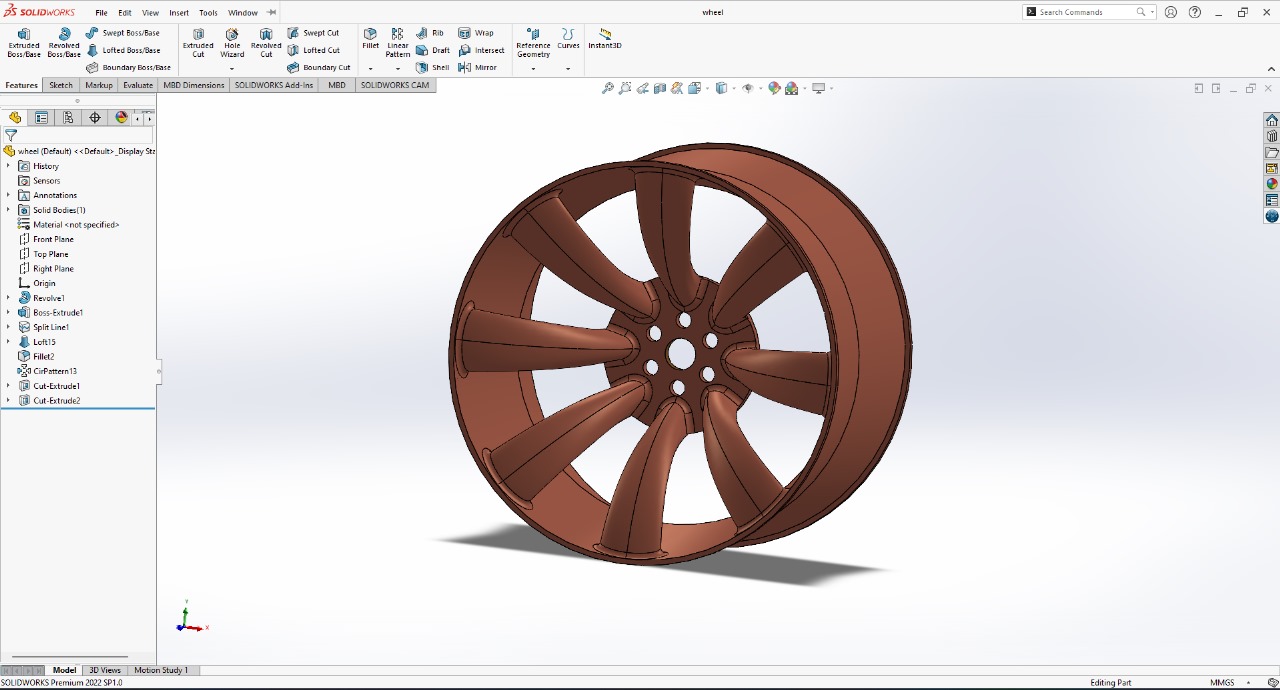 SOLIDWORKS File Edit View Insert Tools Window wheel Search Commands
Extruded Boss/Base Revolved Boss/Base Swept Boss/Base Lofted Boss/Base Boundary Boss/Base Extruded Cut Hole Wizard Revolved Cut Swept Cut Lofted Cut Boundary Cut Fillet Linear Pattern Rib Draft Shell Wrap Intersect Mirror Reference Geometry Curves Instant3D
Features Sketch Markup Evaluate MBD Dimensions SOLIDWORKS Add-Ins MBD SOLIDWORKS CAM
wheel (Default) <<Default>_Display Sta
History
Sensors
Annotations
Solid Bodies(1)
Material <not specified>
Front Plane
Top Plane
Right Plane
Origin
Revolve1
Boss-Extrude1
Split Line1
Loft15
Fillet2
CirPattern13
Cut-Extrude1
Cut-Extrude2
Y
X
Model 3D Views Motion Study 1
SOLIDWORKS Premium 2022 SP1.0 Editing Part MMGS